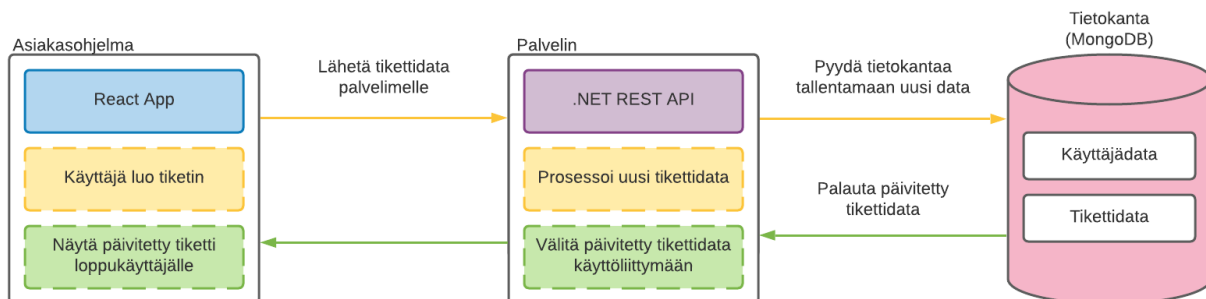 Asiakasohjelma
React App
Käyttäjä luo tiketin
Näytä päivitetty tiketti
loppukäyttäjälle
Lähetä tikettidata
palvelimelle
Palvelin
.NET REST API
Prosessoi uusi tikettidata
Välitä päivitetty tikettidata
käyttöliittymään
Pyydä tietokantaa
tallentamaan uusi data
Palauta päivitetty
tikettidata
Tietokanta
(MongoDB)
Käyttäjädata
Tikettidata